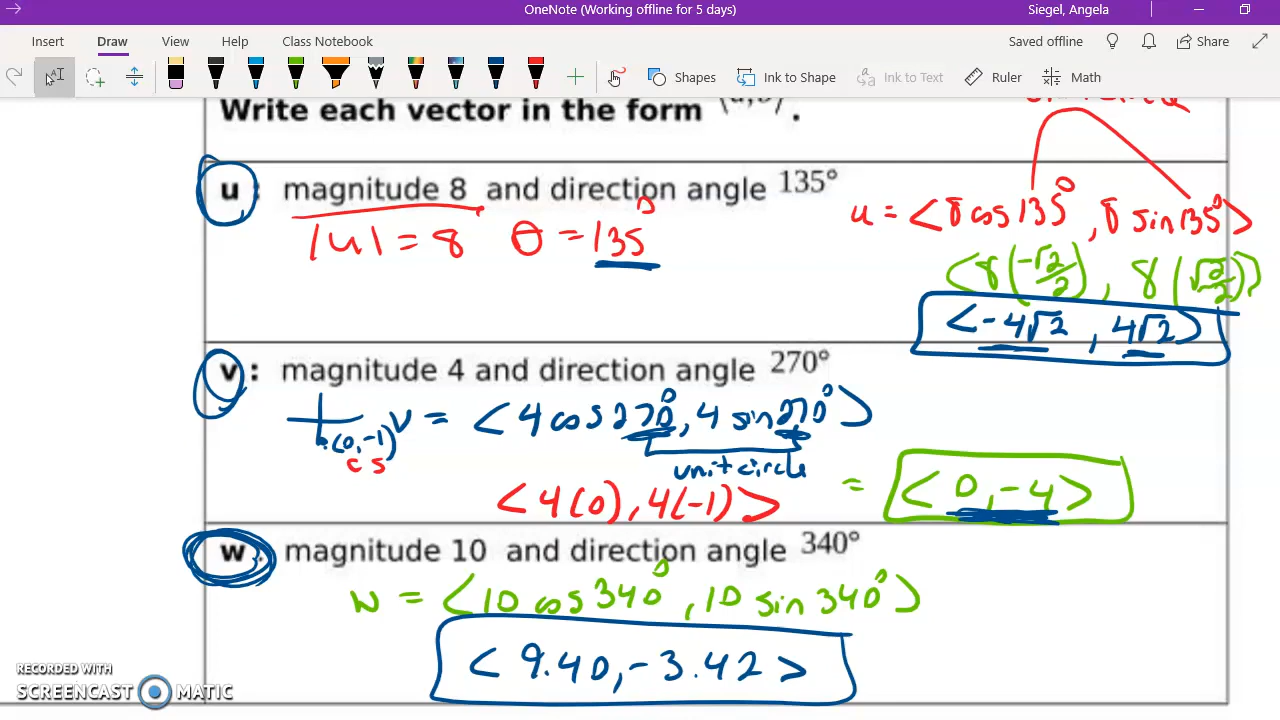 OneNote (Working offline for 5 days)
Siegel, Angela
Insert Draw View Help Class Notebook
Saved offline
Share
Shapes
Ink to Shape
Ink to Text
Ruler
Math
Write each vector in the form ⟨a,b⟩.
u: magnitude 8 and direction angle 135°
|u| = 8 θ = 135°
u = <8 cos 135°, 8 sin 135°>
<8(-√2/2), 8(√2/2)>
<-4√2, 4√2>
v: magnitude 4 and direction angle 270°
(0,-1)
c s
v = <4 cos 270°, 4 sin 270°>
unit circle
<4(0), 4(-1)>
= <0, -4>
w: magnitude 10 and direction angle 340°
w = <10 cos 340°, 10 sin 340°>
<9.40, -3.42>
RECORDED WITH
SCREENCAST MATIC